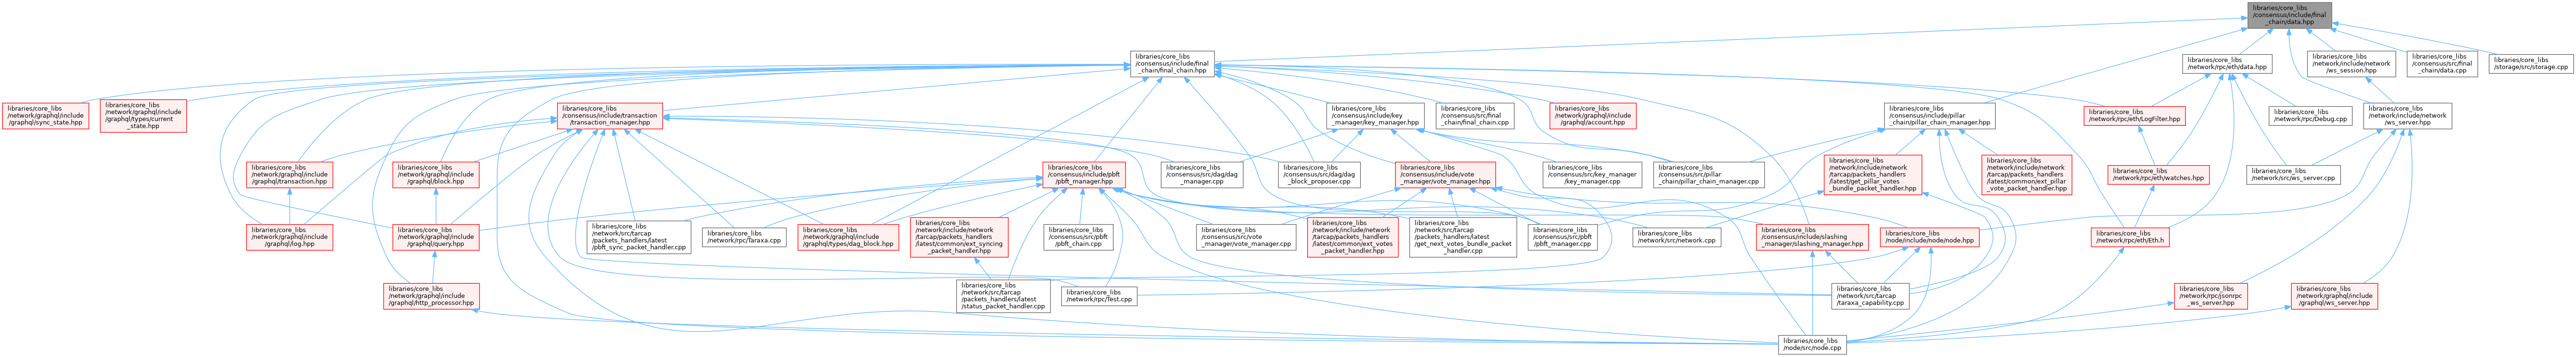 libraries/core_libs
/consensus/include/final
_chain/data.hpp
libraries/core_libs
/consensus/include/final
_chain/final_chain.hpp
libraries/core_libs
/network/rpc/eth/data.hpp
libraries/core_libs
/network/include/network
/ws_session.hpp
libraries/core_libs
/consensus/src/final
_chain/data.cpp
libraries/core_libs
/storage/src/storage.cpp
libraries/core_libs
/network/graphql/include
/graphql/sync_state.hpp
libraries/core_libs
/network/graphql/include
/graphql/types/current
_state.hpp
libraries/core_libs
/consensus/include/transaction
/transaction_manager.hpp
libraries/core_libs
/consensus/include/key
_manager/key_manager.hpp
libraries/core_libs
/consensus/src/final
_chain/final_chain.cpp
libraries/core_libs
/network/graphql/include
/graphql/account.hpp
libraries/core_libs
/consensus/include/pillar
_chain/pillar_chain_manager.hpp
libraries/core_libs
/network/rpc/eth/LogFilter.hpp
libraries/core_libs
/network/rpc/Debug.cpp
libraries/core_libs
/network/include/network
/ws_server.hpp
libraries/core_libs
/network/graphql/include
/graphql/transaction.hpp
libraries/core_libs
/network/graphql/include
/graphql/block.hpp
libraries/core_libs
/consensus/src/dag/dag
_manager.cpp
libraries/core_libs
/consensus/src/dag/dag
_block_proposer.cpp
libraries/core_libs
/consensus/include/pbft
/pbft_manager.hpp
libraries/core_libs
/consensus/include/vote
_manager/vote_manager.hpp
libraries/core_libs
/consensus/src/key_manager
/key_manager.cpp
libraries/core_libs
/consensus/src/pillar
_chain/pillar_chain_manager.cpp
libraries/core_libs
/network/include/network
/tarcap/packets_handlers
/latest/get_pillar_votes
_bundle_packet_handler.hpp
libraries/core_libs
/network/include/network
/tarcap/packets_handlers
/latest/common/ext_pillar
_vote_packet_handler.hpp
libraries/core_libs
/network/rpc/eth/watches.hpp
libraries/core_libs
/network/src/ws_server.cpp
libraries/core_libs
/network/graphql/include
/graphql/log.hpp
libraries/core_libs
/network/graphql/include
/graphql/query.hpp
libraries/core_libs
/network/src/tarcap
/packets_handlers/latest
/pbft_sync_packet_handler.cpp
libraries/core_libs
/network/rpc/Taraxa.cpp
libraries/core_libs
/network/graphql/include
/graphql/types/dag_block.hpp
libraries/core_libs
/network/include/network
/tarcap/packets_handlers
/latest/common/ext_syncing
_packet_handler.hpp
libraries/core_libs
/consensus/src/pbft
/pbft_chain.cpp
libraries/core_libs
/consensus/src/vote
_manager/vote_manager.cpp
libraries/core_libs
/network/include/network
/tarcap/packets_handlers
/latest/common/ext_votes
_packet_handler.hpp
libraries/core_libs
/network/src/tarcap
/packets_handlers/latest
/get_next_votes_bundle_packet
_handler.cpp
libraries/core_libs
/consensus/src/pbft
/pbft_manager.cpp
libraries/core_libs
/network/src/network.cpp
libraries/core_libs
/consensus/include/slashing
_manager/slashing_manager.hpp
libraries/core_libs
/node/include/node/node.hpp
libraries/core_libs
/network/rpc/eth/Eth.h
libraries/core_libs
/network/graphql/include
/graphql/http_processor.hpp
libraries/core_libs
/network/src/tarcap
/packets_handlers/latest
/status_packet_handler.cpp
libraries/core_libs
/network/rpc/Test.cpp
libraries/core_libs
/network/src/tarcap
/taraxa_capability.cpp
libraries/core_libs
/network/rpc/jsonrpc
_ws_server.hpp
libraries/core_libs
/network/graphql/include
/graphql/ws_server.hpp
libraries/core_libs
/node/src/node.cpp